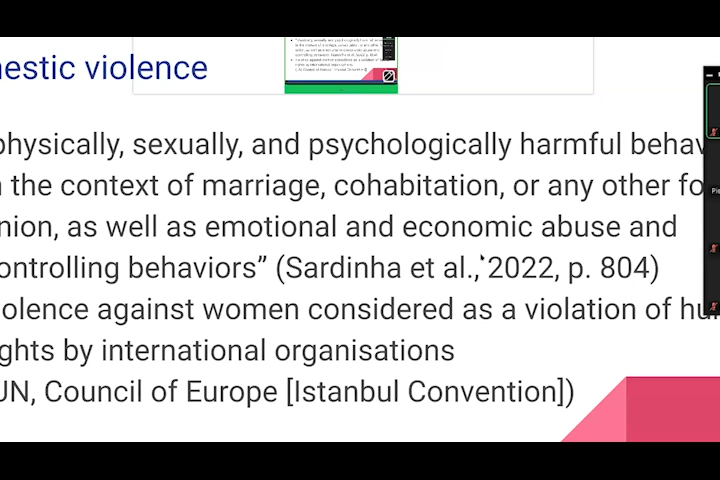 nestic violence
physically, sexually, and psychologically harmful behav
n the context of marriage, cohabitation, or any other fo
nion, as well as emotional and economic abuse and
ontrolling behaviors” (Sardinha et al., 2022, p. 804)
olence against women considered as a violation of hu
ghts by international organisations
UN, Council of Europe [Istanbul Convention])
Pie